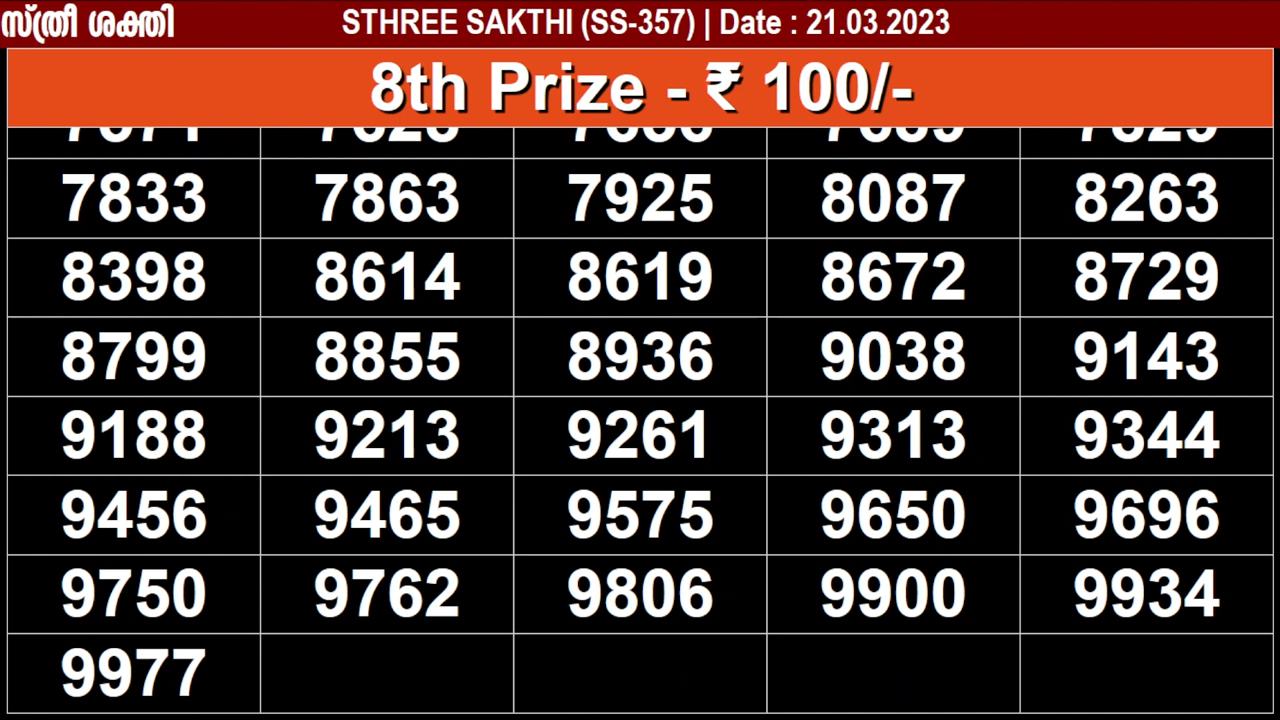 സ്ത്രീ ശക്തി STHREE SAKTHI (SS-357) | Date : 21.03.2023
8th Prize - ₹ 100/-
7833 7863 7925 8087 8263
8398 8614 8619 8672 8729
8799 8855 8936 9038 9143
9188 9213 9261 9313 9344
9456 9465 9575 9650 9696
9750 9762 9806 9900 9934
9977